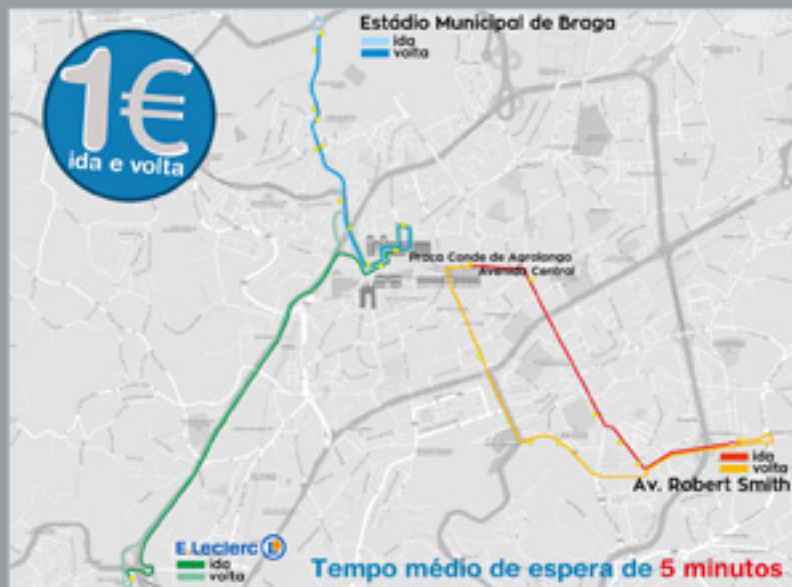 1€
ida e volta
Estádio Municipal de Braga
ida
volta
Praça Conde de Agrolongo
Avenida Central
ida
volta
Av. Robert Smith
E.Leclerc
ida
volta
Tempo médio de espera de 5 minutos